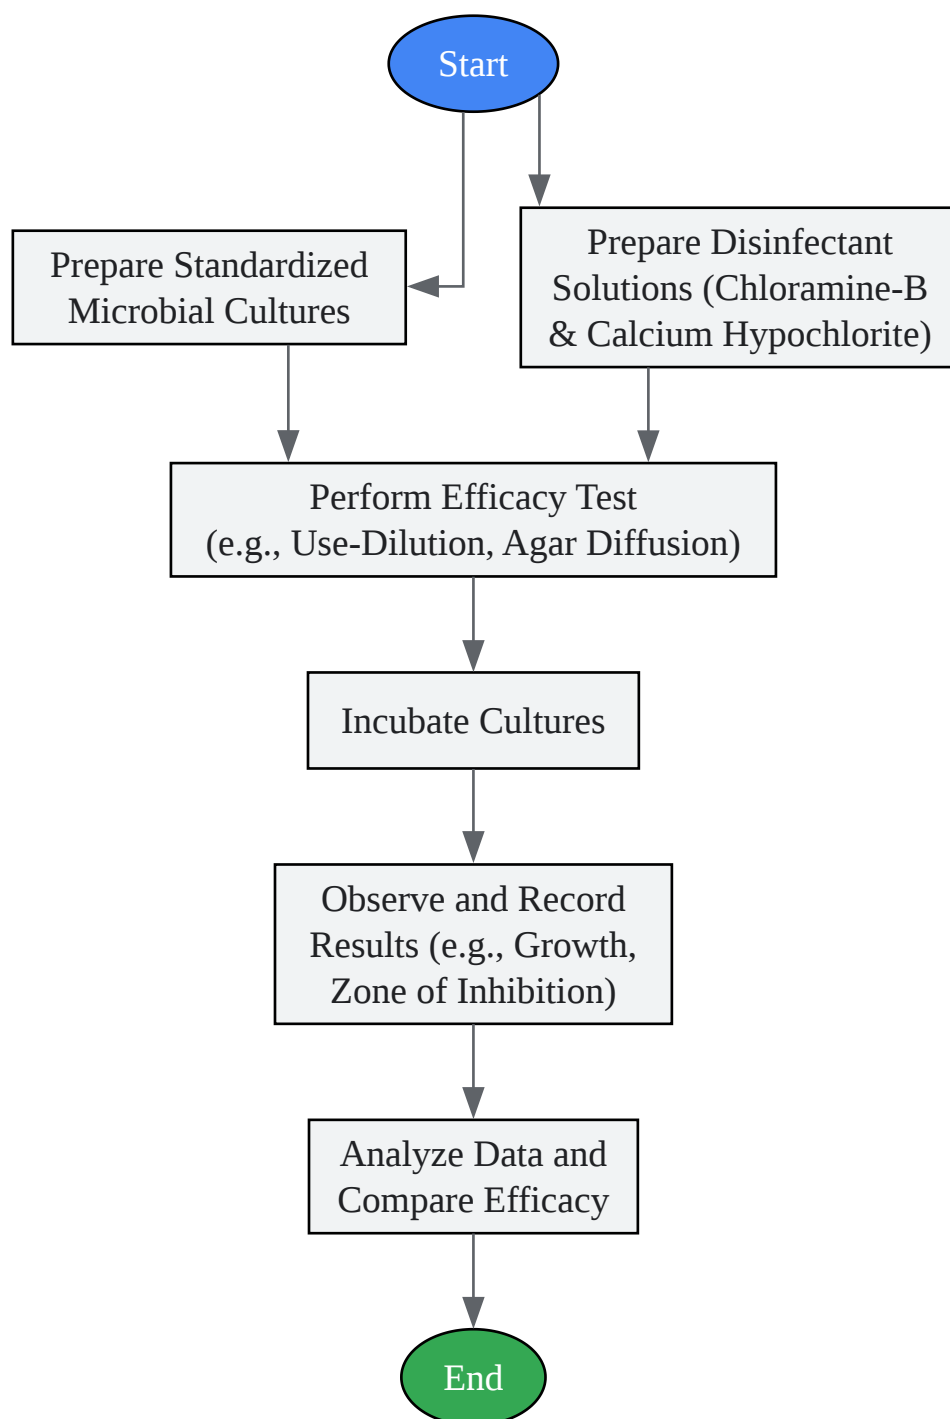 Start
Prepare Standardized
Microbial Cultures
Prepare Disinfectant
Solutions (Chloramine-B
& Calcium Hypochlorite)
Perform Efficacy Test
(e.g., Use-Dilution, Agar Diffusion)
Incubate Cultures
Observe and Record
Results (e.g., Growth,
Zone of Inhibition)
Analyze Data and
Compare Efficacy
End